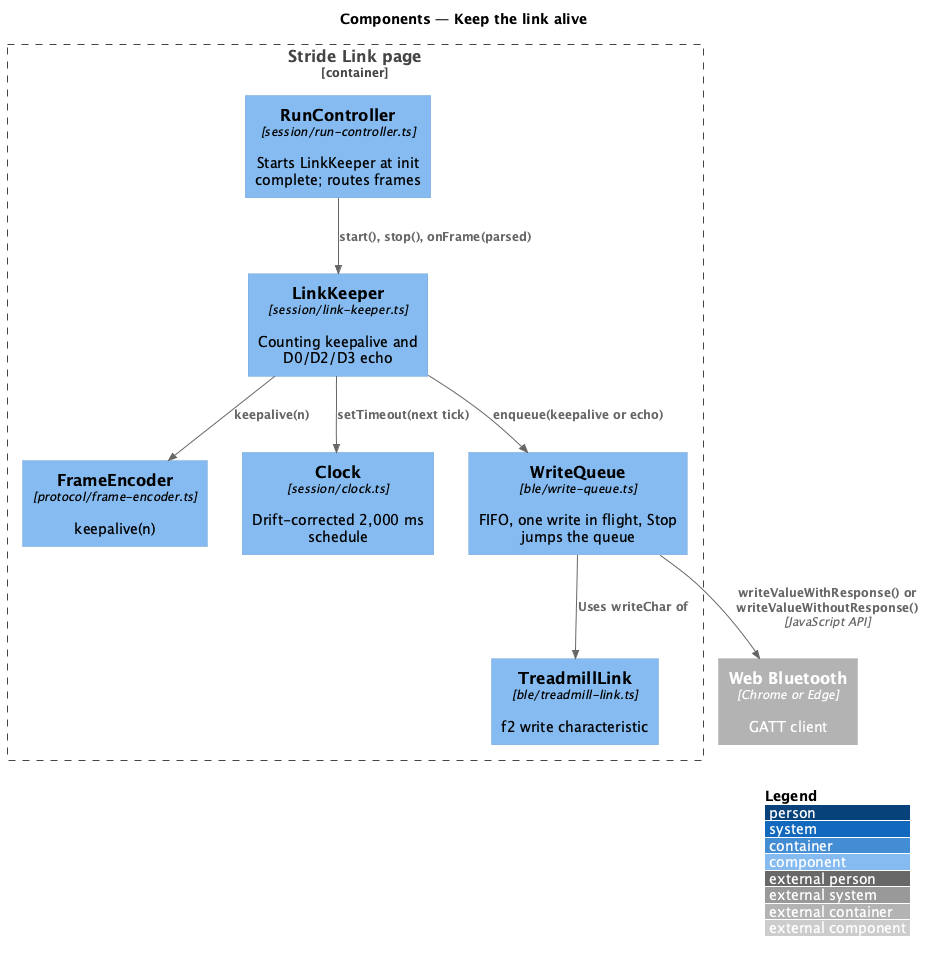 Components — Keep the link alive
Stride Link page
[container]
RunController
[session/run-controller.ts]
Starts LinkKeeper at init
complete; routes frames
start(), stop(), onFrame(parsed)
LinkKeeper
[session/link-keeper.ts]
Counting keepalive and
D0/D2/D3 echo
keepalive(n)
setTimeout(next tick)
enqueue(keepalive or echo)
FrameEncoder
[protocol/frame-encoder.ts]
keepalive(n)
Clock
[session/clock.ts]
Drift-corrected 2,000 ms
schedule
WriteQueue
[ble/write-queue.ts]
FIFO, one write in flight, Stop
jumps the queue
Uses writeChar of
writeValueWithResponse() or
writeValueWithoutResponse()
[JavaScript API]
TreadmillLink
[ble/treadmill-link.ts]
f2 write characteristic
Web Bluetooth
[Chrome or Edge]
GATT client
Legend
person
system
container
component
external person
external system
external container
external component